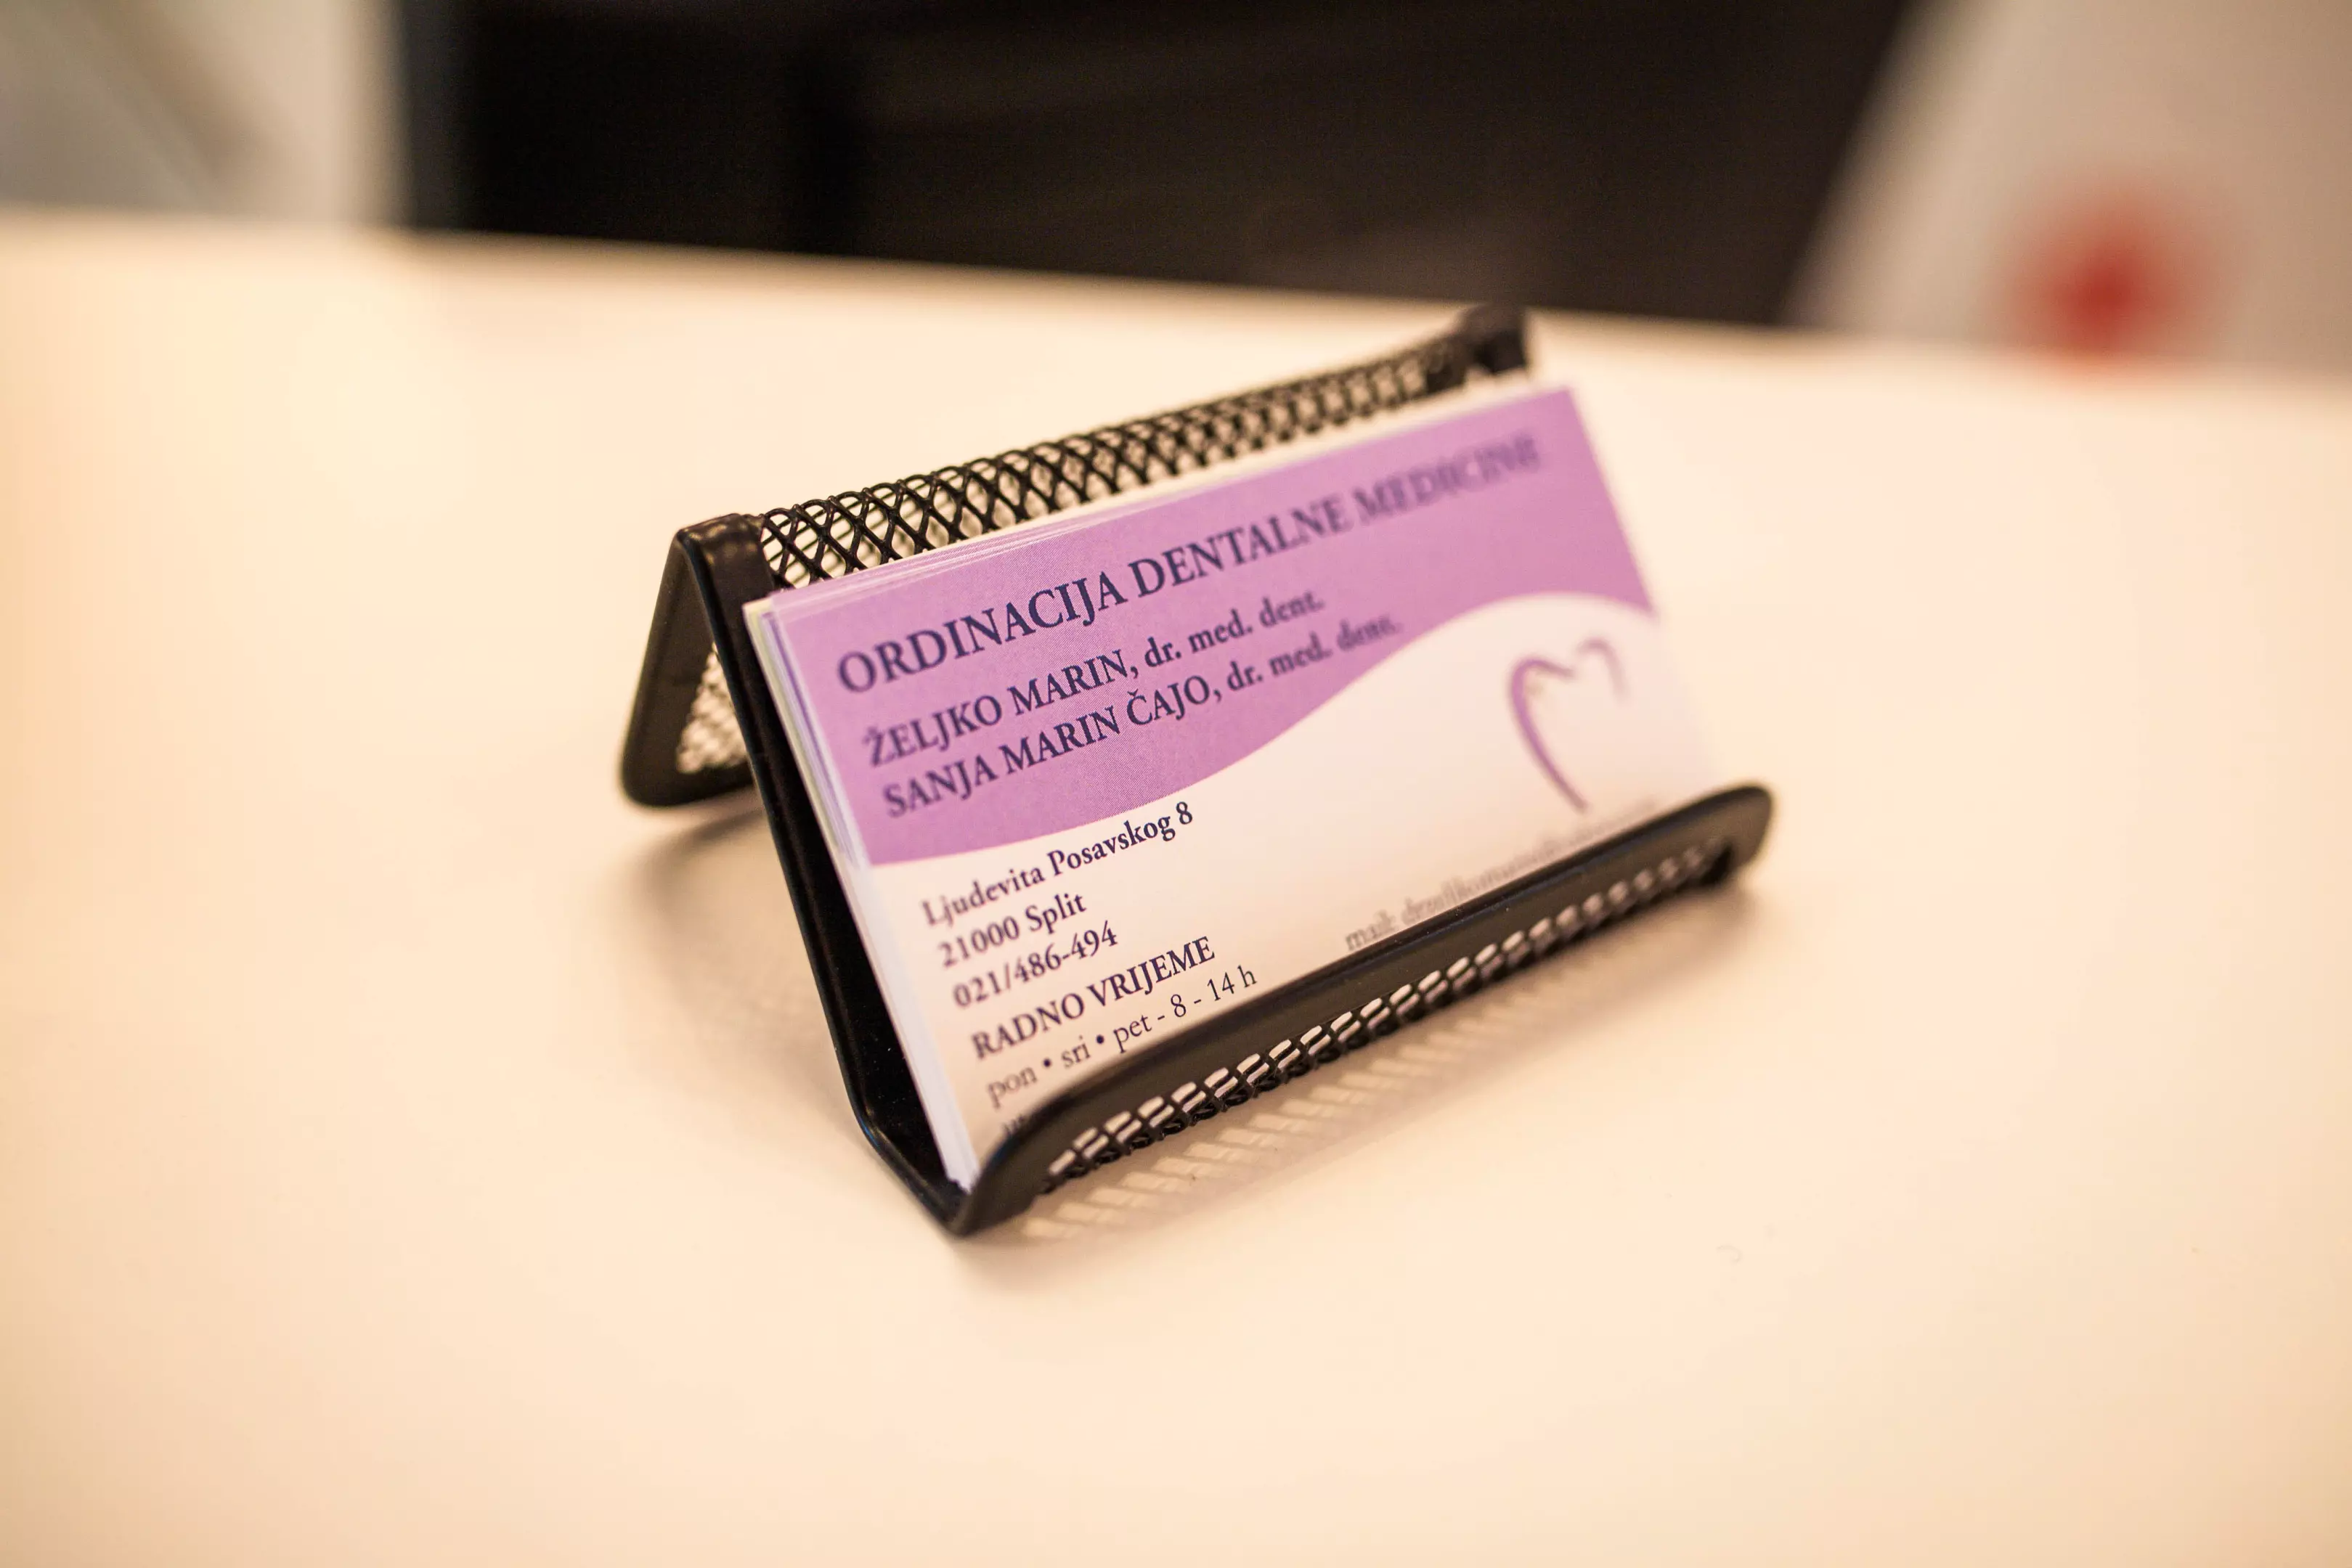 ORDINACIJA DENTALNE MEDICINE
ŽELJKO MARIN, dr. med. dent.
SANJA MARIN ČAJO, dr. med. dent.
Ljudevita Posavskog 8
21000 Split
021/486-494
RADNO VRIJEME
pon • sri • pet - 8 - 14 h
mail: